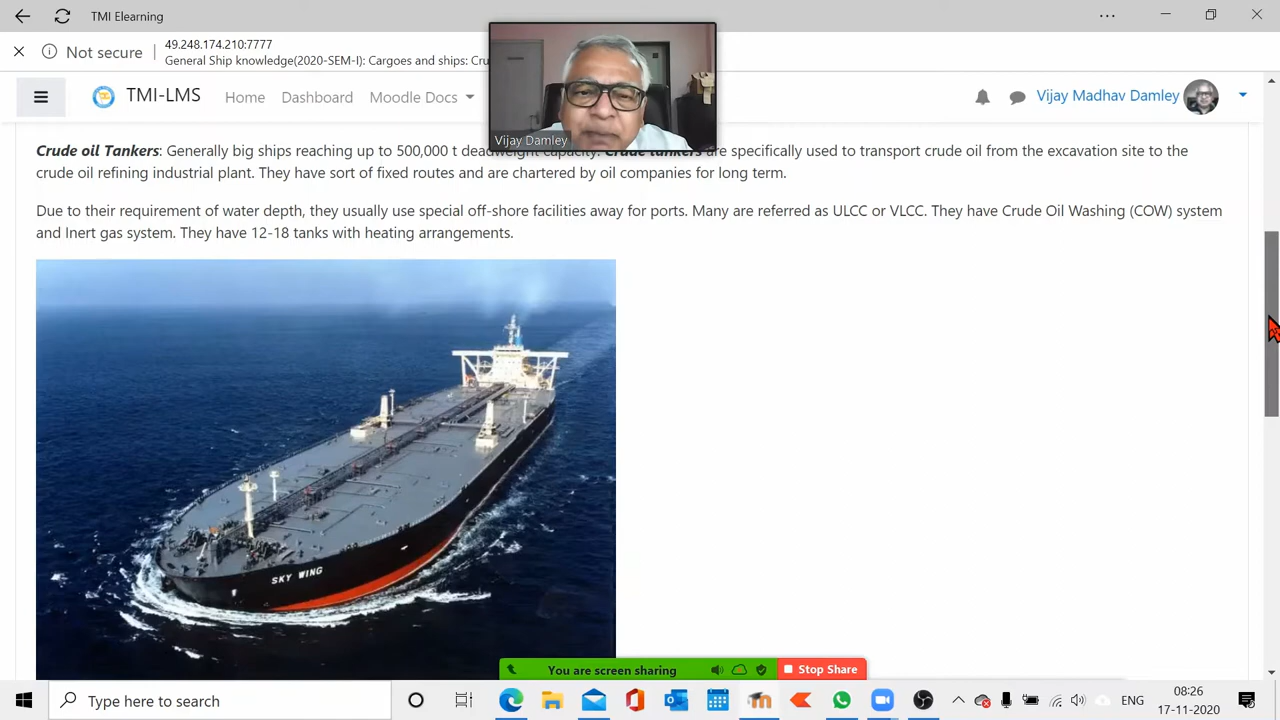 TMI Elearning
Not secure
49.248.174.210:7777
General Ship knowledge(2020-SEM-I): Cargoes and ships: Cru
TMI-LMS Home Dashboard Moodle Docs Vijay Madhav Damley
Vijay Damley
Crude oil Tankers: Generally big ships reaching up to 500,000 t deadweight capacity. Crude tankers are specifically used to transport crude oil from the excavation site to the
crude oil refining industrial plant. They have sort of fixed routes and are chartered by oil companies for long term.
Due to their requirement of water depth, they usually use special off-shore facilities away for ports. Many are referred as ULCC or VLCC. They have Crude Oil Washing (COW) system
and Inert gas system. They have 12-18 tanks with heating arrangements.
SKY WING
You are screen sharing Stop Share
Type here to search
ENG
08:26
17-11-2020